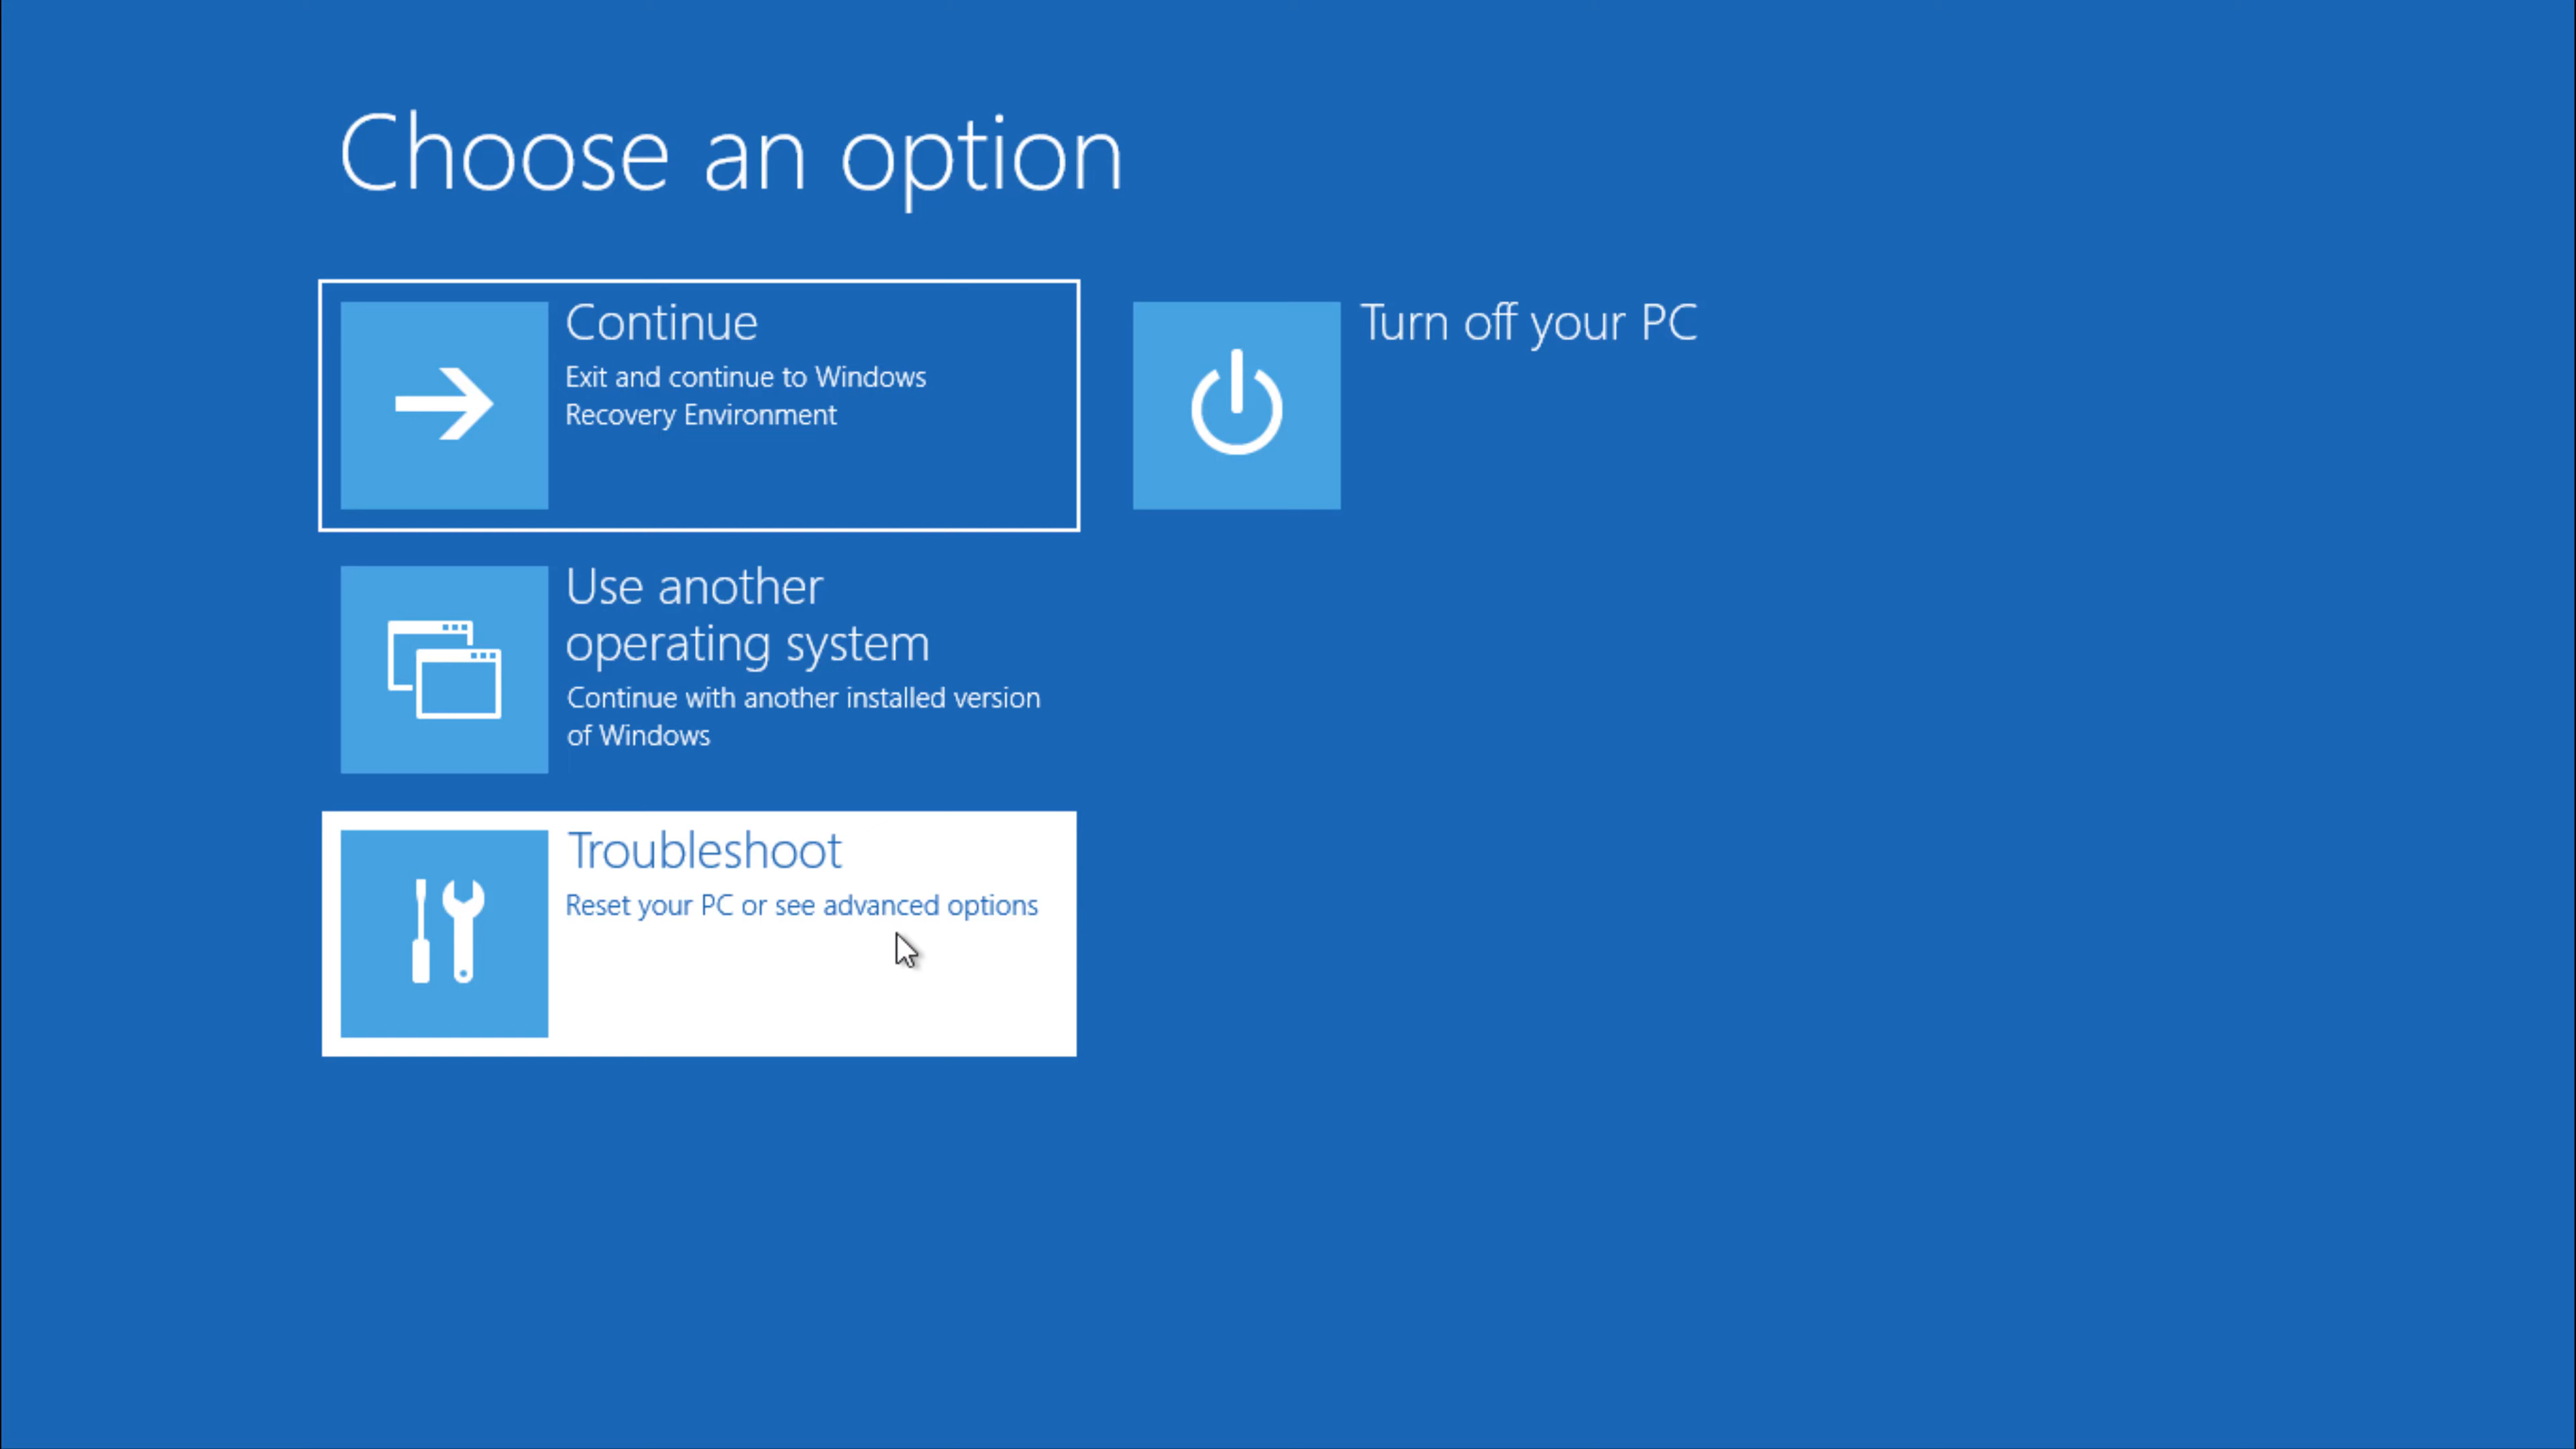 Choose an option
Continue
Exit and continue to Windows
Recovery Environment
Turn off your PC
Use another
operating system
Continue with another installed version
of Windows
Troubleshoot
Reset your PC or see advanced options